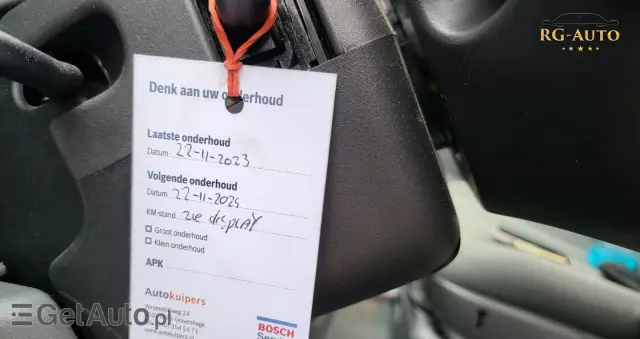 RG-AUTO
Denk aan uw onderhoud
Laatste onderhoud
Datum: 22-11-2023
Volgende onderhoud
Datum: 22-11-2024
KM-stand: zie display
Groot onderhoud
Klein onderhoud
APK
Autokuipers
BOSCH
GetAuto.pl